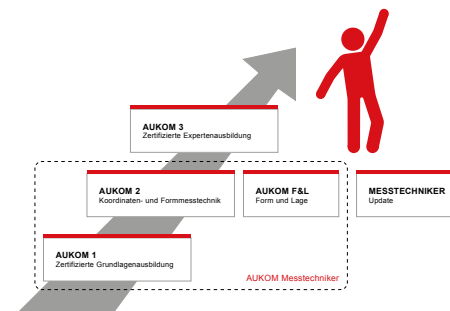 AUKOM 3
Zertifizierte Expertenausbildung
AUKOM 2
Koordinaten- und Formmesstechnik
AUKOM F&L
Form und Lage
MESSTECHNIKER
Update
AUKOM 1
Zertifizierte Grundlagenausbildung
AUKOM Messtechniker